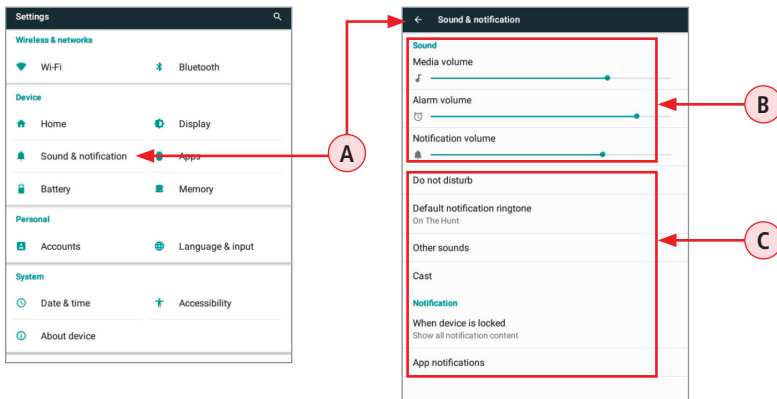 Settings
Wireless & networks
Wi-Fi
Bluetooth
Device
Home
Display
Sound & notification
Apps
Battery
Memory
Personal
Accounts
Language & input
System
Date & time
Accessibility
About device
A
Sound & notification
Sound
Media volume
Alarm volume
Notification volume
B
Do not disturb
Default notification ringtone
On The Hunt
Other sounds
Cast
Notification
When device is locked
Show all notification content
App notifications
C